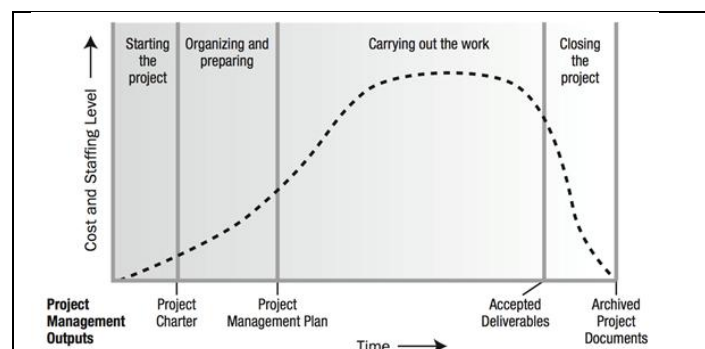 Starting
the
project
Organizing and
preparing
Carrying out the work
Closing
the
project
Cost and Staffing Level
Project
Management
Outputs
Project
Charter
Project
Management Plan
Accepted
Deliverables
Archived
Project
Documents
Time